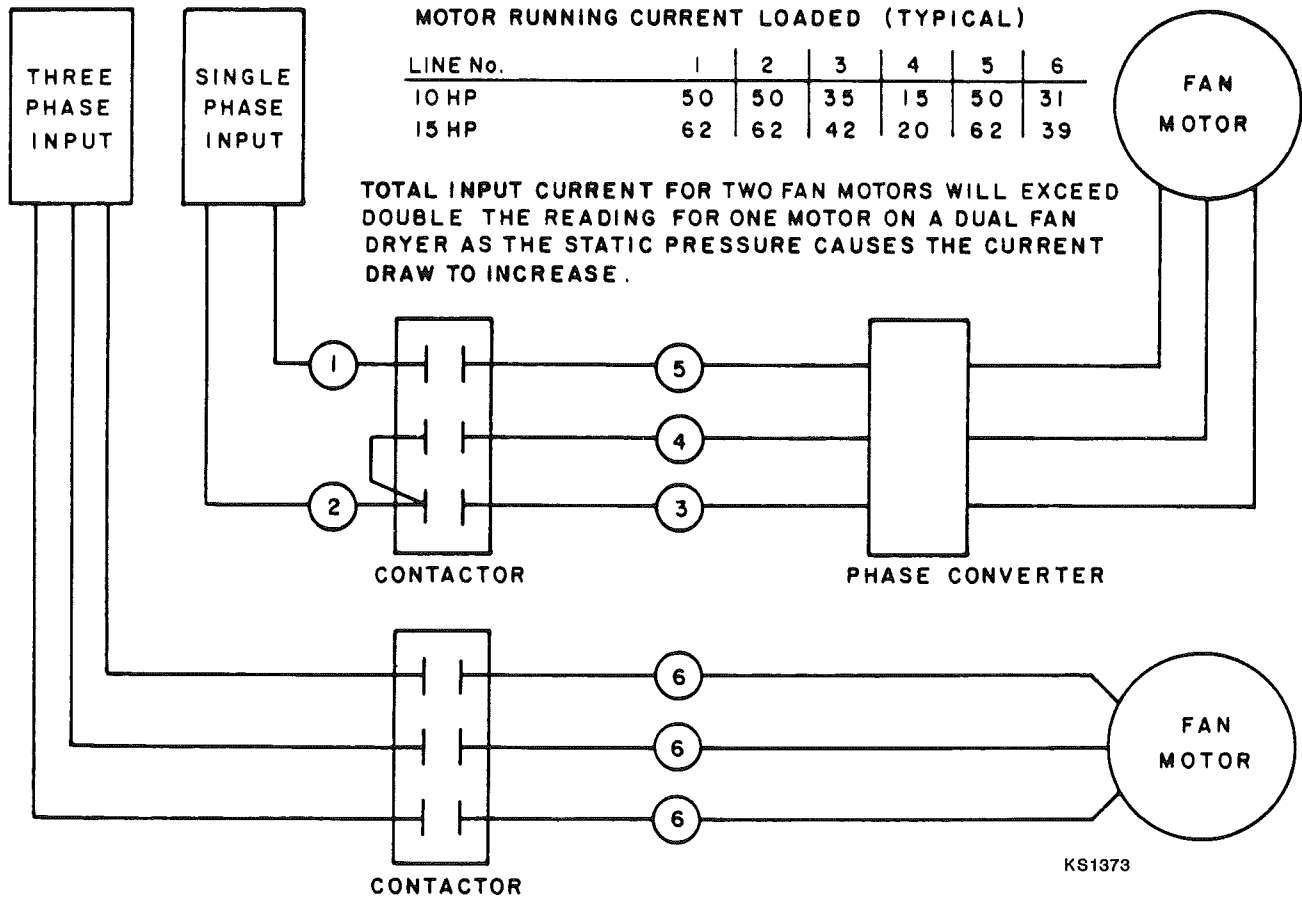 MOTOR RUNNING CURRENT LOADED (TYPICAL)
THREE
PHASE
INPUT
SINGLE
PHASE
INPUT
LINE No. 1 2 3 4 5 6
10 HP 50 50 35 15 50 31
15 HP 62 62 42 20 62 39
FAN
MOTOR
TOTAL INPUT CURRENT FOR TWO FAN MOTORS WILL EXCEED
DOUBLE THE READING FOR ONE MOTOR ON A DUAL FAN
DRYER AS THE STATIC PRESSURE CAUSES THE CURRENT
DRAW TO INCREASE.
1
5
4
2
3
CONTACTOR
PHASE CONVERTER
6
6
6
FAN
MOTOR
CONTACTOR
KS1373